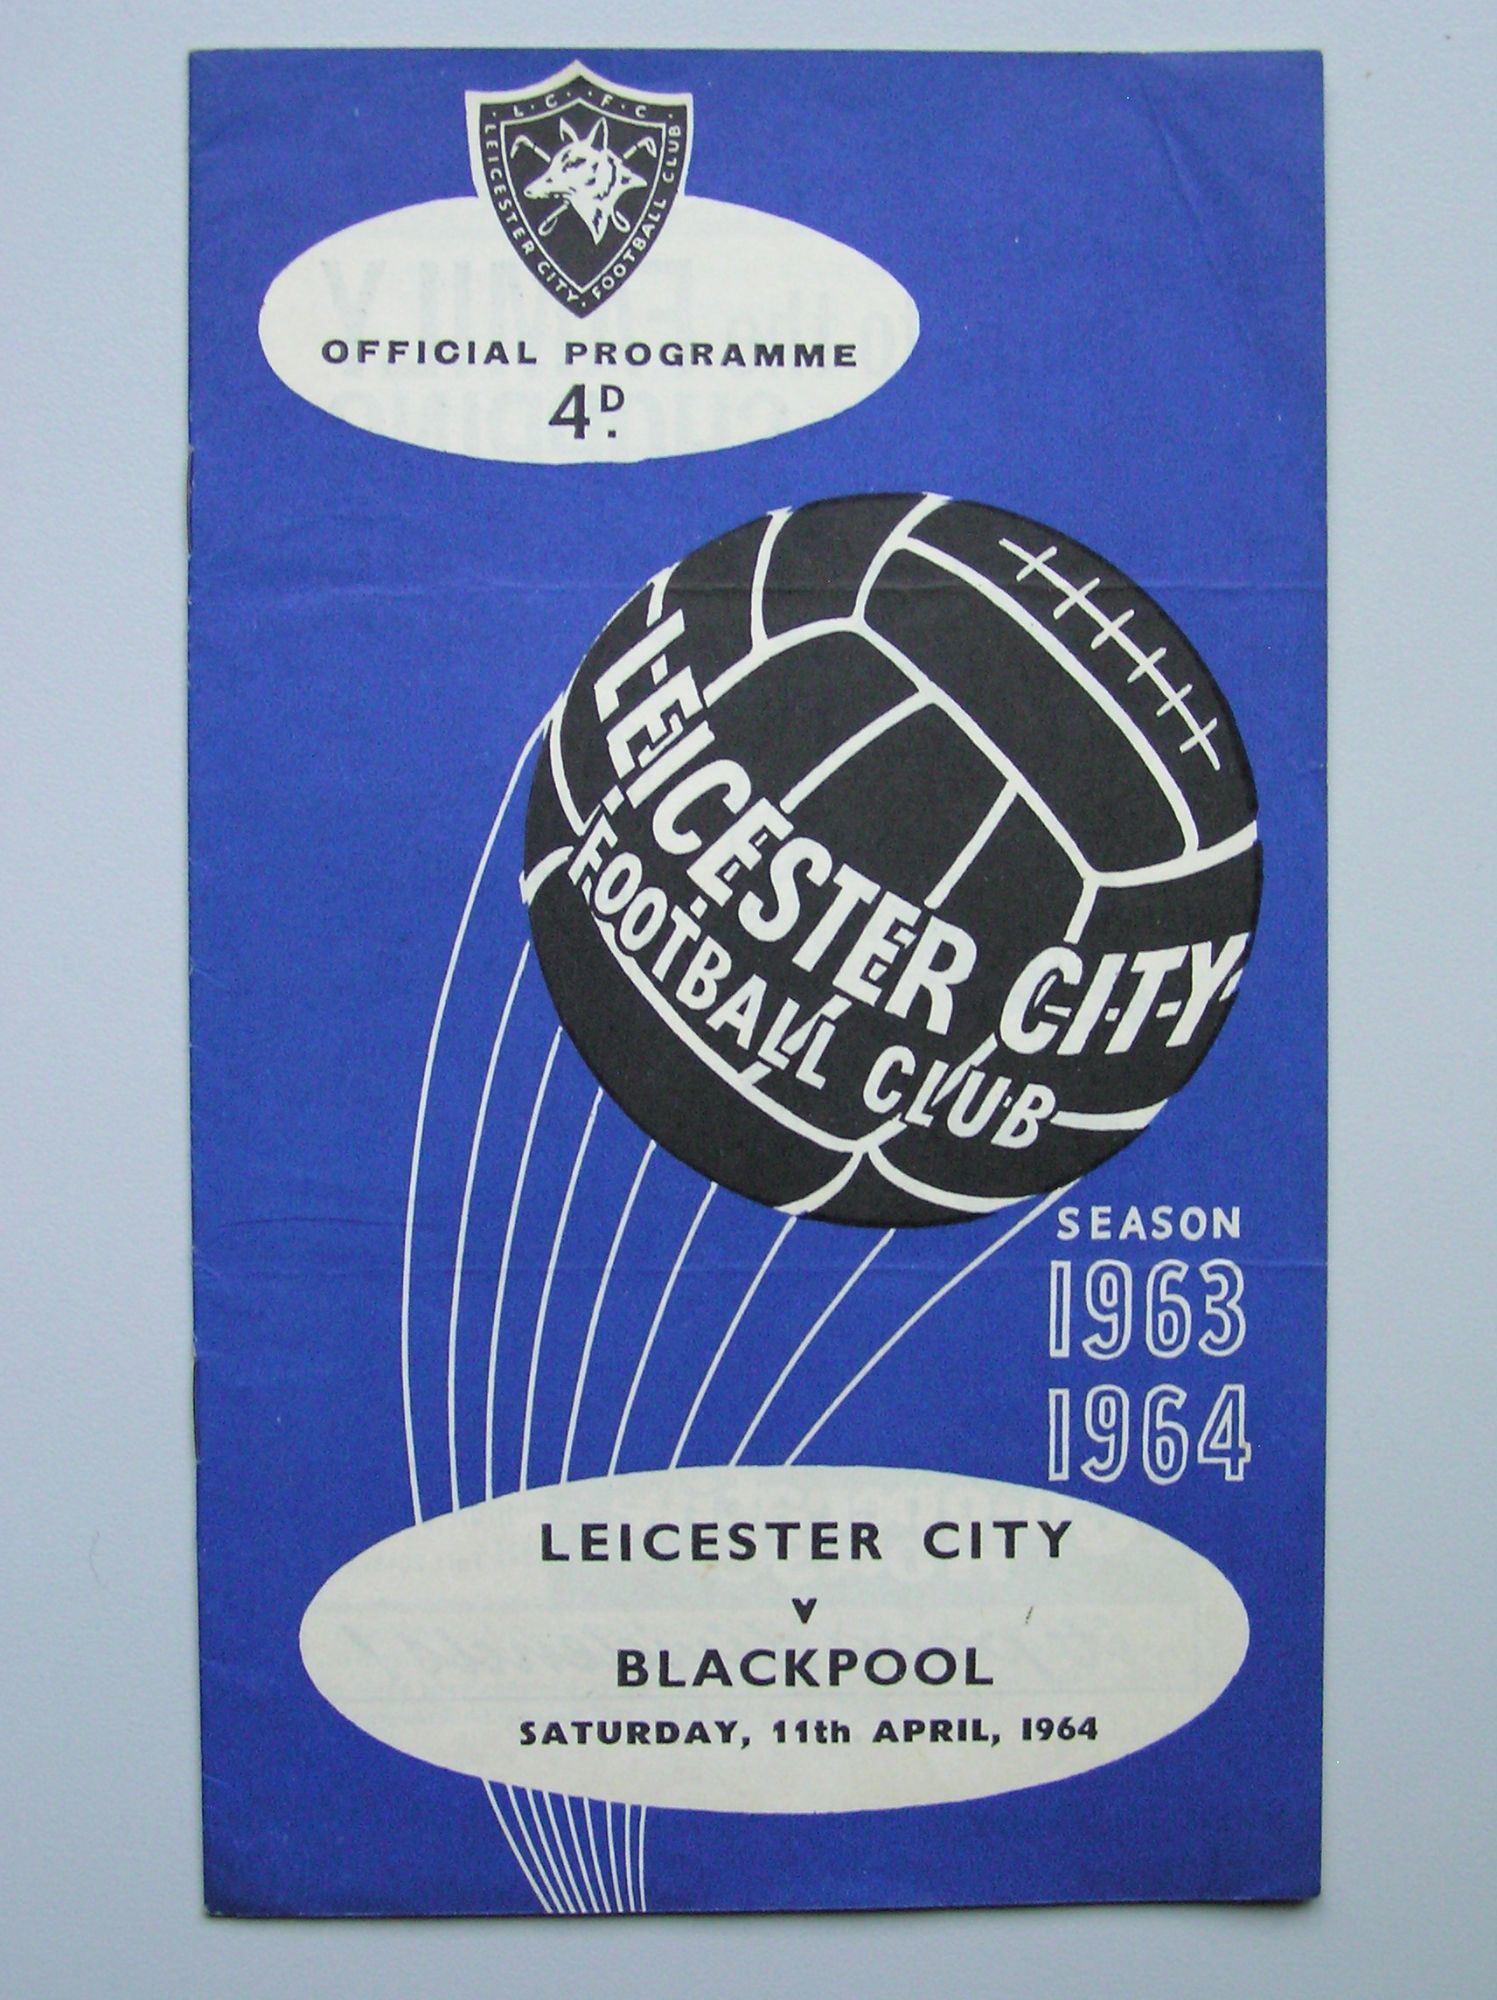 L · C · F · C
LEICESTER CITY · FOOTBALL CLUB
OFFICIAL PROGRAMME
4D.
LEICESTER CITY
FOOTBALL CLUB
SEASON
1963
1964
LEICESTER CITY
v
BLACKPOOL
SATURDAY, 11th APRIL, 1964